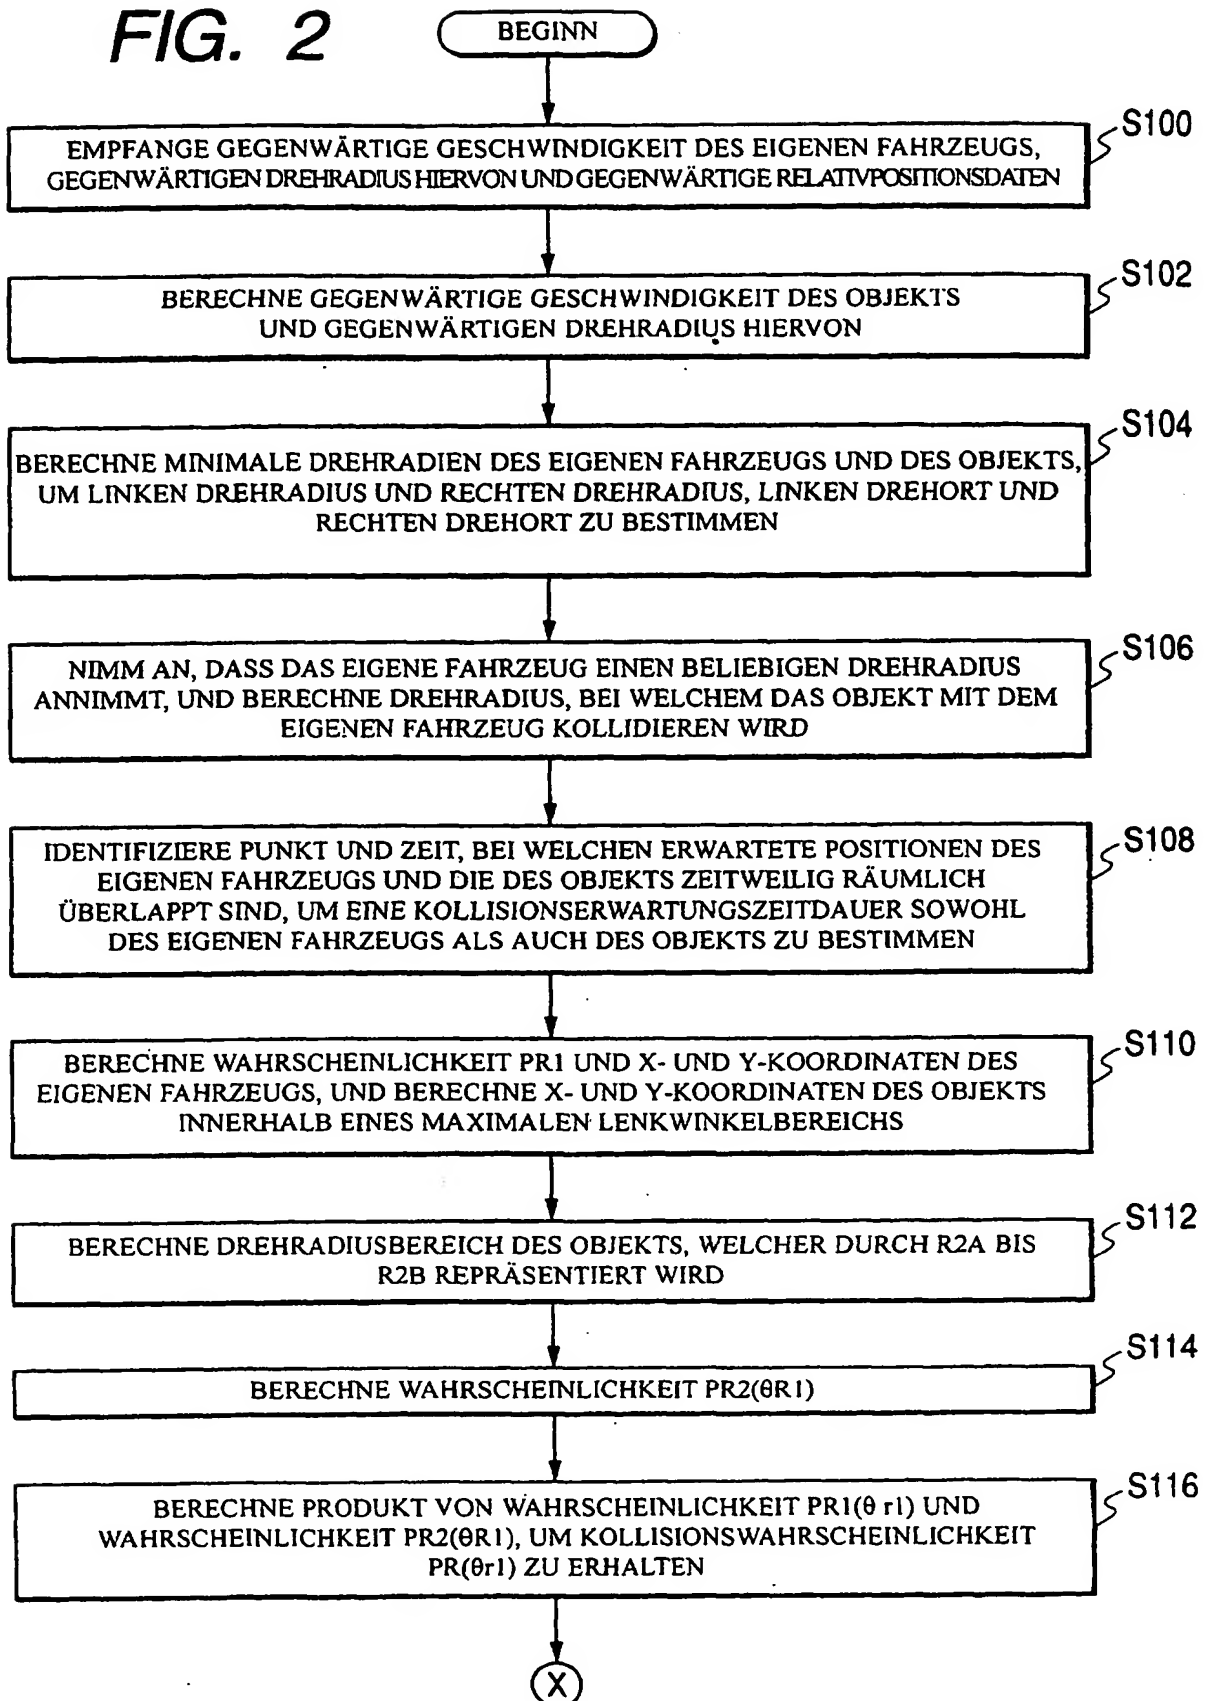 FIG. 2
BEGINN
S100
EMPFANGE GEGENWÄRTIGE GESCHWINDIGKEIT DES EIGENEN FAHRZEUGS,
GEGENWÄRTIGEN DREHRADIUS HIERVON UND GEGENWÄRTIGE RELATIVPOSITIONSDATEN
S102
BERECHNE GEGENWÄRTIGE GESCHWINDIGKEIT DES OBJEKTS
UND GEGENWÄRTIGEN DREHRADIUS HIERVON
S104
BERECHNE MINIMALE DREHRADIEN DES EIGENEN FAHRZEUGS UND DES OBJEKTS,
UM LINKEN DREHRADIUS UND RECHTEN DREHRADIUS, LINKEN DREHORT UND
RECHTEN DREHORT ZU BESTIMMEN
S106
NIMM AN, DASS DAS EIGENE FAHRZEUG EINEN BELIEBIGEN DREHRADIUS
ANNIMMT, UND BERECHNE DREHRADIUS, BEI WELCHEM DAS OBJEKT MIT DEM
EIGENEN FAHRZEUG KOLLIDIEREN WIRD
S108
IDENTIFIZIERE PUNKT UND ZEIT, BEI WELCHEN ERWARTETE POSITIONEN DES
EIGENEN FAHRZEUGS UND DIE DES OBJEKTS ZEITWEILIG RÄUMLICH
ÜBERLAPPT SIND, UM EINE KOLLISIONSERWARTUNGSZEITDAUER SOWOHL
DES EIGENEN FAHRZEUGS ALS AUCH DES OBJEKTS ZU BESTIMMEN
S110
BERECHNE WAHRSCHEINLICHKEIT PR1 UND X- UND Y-KOORDINATEN DES
EIGENEN FAHRZEUGS, UND BERECHNE X- UND Y-KOORDINATEN DES OBJEKTS
INNERHALB EINES MAXIMALEN LENKWINKELBEREICHS
S112
BERECHNE DREHRADIUSBEREICH DES OBJEKTS, WELCHER DURCH R2A BIS
R2B REPRÄSENTIERT WIRD
S114
BERECHNE WAHRSCHEINLICHKEIT PR2(θR1)
S116
BERECHNE PRODUKT VON WAHRSCHEINLICHKEIT PR1(θ r1) UND
WAHRSCHEINLICHKEIT PR2(θR1), UM KOLLISIONSWAHRSCHEINLICHKEIT
PR(θr1) ZU ERHALTEN
X